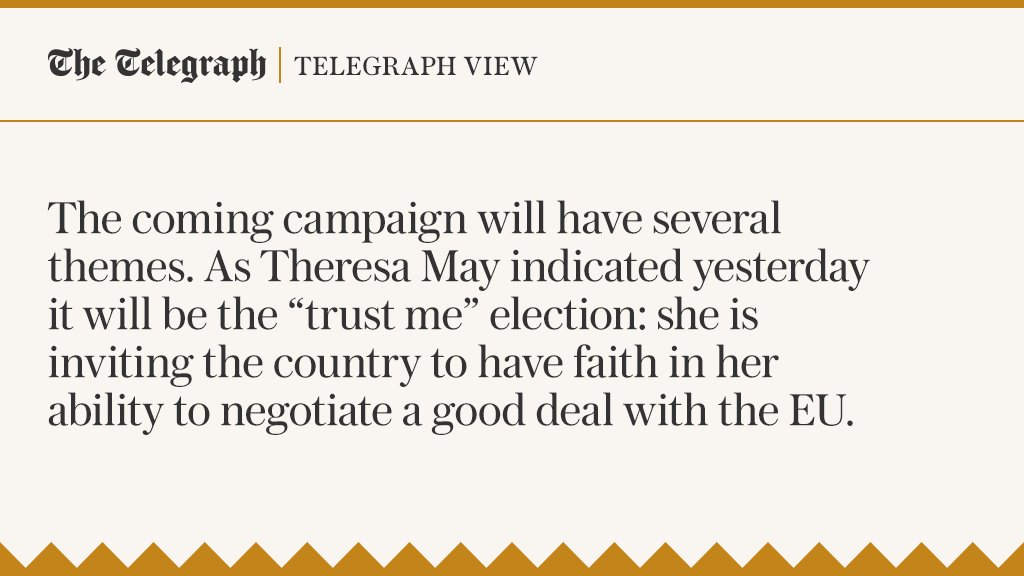 The Telegraph | TELEGRAPH VIEW
The coming campaign will have several
themes. As Theresa May indicated yesterday
it will be the “trust me” election: she is
inviting the country to have faith in her
ability to negotiate a good deal with the EU.